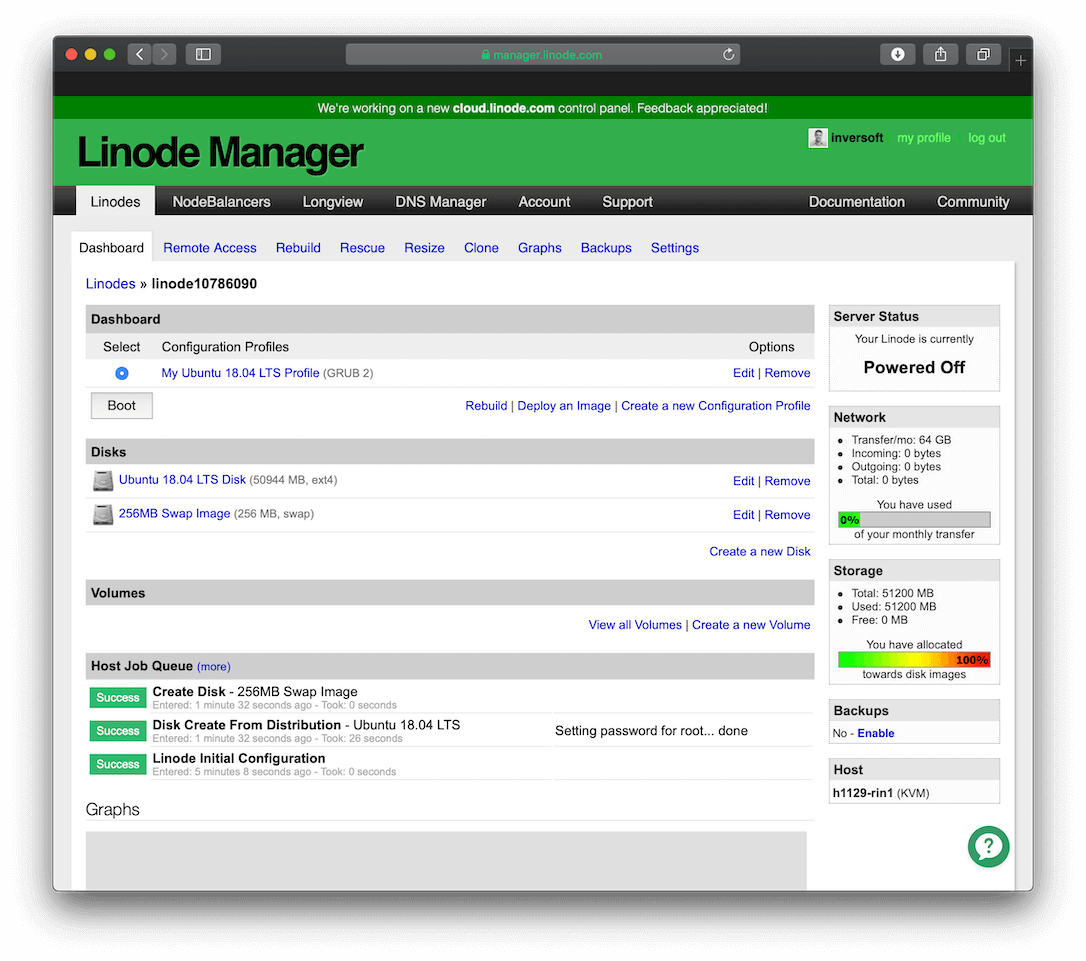 manager.linode.com
We're working on a new cloud.linode.com control panel. Feedback appreciated!
Linode Manager
inversoft my profile log out
Linodes NodeBalancers Longview DNS Manager Account Support Documentation Community
Dashboard Remote Access Rebuild Rescue Resize Clone Graphs Backups Settings
Linodes » linode10786090
Dashboard
Select Configuration Profiles Options
My Ubuntu 18.04 LTS Profile (GRUB 2) Edit | Remove
Boot Rebuild | Deploy an Image | Create a new Configuration Profile
Disks
Ubuntu 18.04 LTS Disk (50944 MB, ext4) Edit | Remove
256MB Swap Image (256 MB, swap) Edit | Remove
Create a new Disk
Volumes
View all Volumes | Create a new Volume
Host Job Queue (more)
Success Create Disk - 256MB Swap Image
Entered: 1 minute 32 seconds ago - Took: 0 seconds
Success Disk Create From Distribution - Ubuntu 18.04 LTS Setting password for root... done
Entered: 1 minute 32 seconds ago - Took: 26 seconds
Success Linode Initial Configuration
Entered: 5 minutes 8 seconds ago - Took: 0 seconds
Graphs
Server Status
Your Linode is currently
Powered Off
Network
Transfer/mo: 64 GB
Incoming: 0 bytes
Outgoing: 0 bytes
Total: 0 bytes
You have used
0%
of your monthly transfer
Storage
Total: 51200 MB
Used: 51200 MB
Free: 0 MB
You have allocated
100%
towards disk images
Backups
No - Enable
Host
h1129-rin1 (KVM)